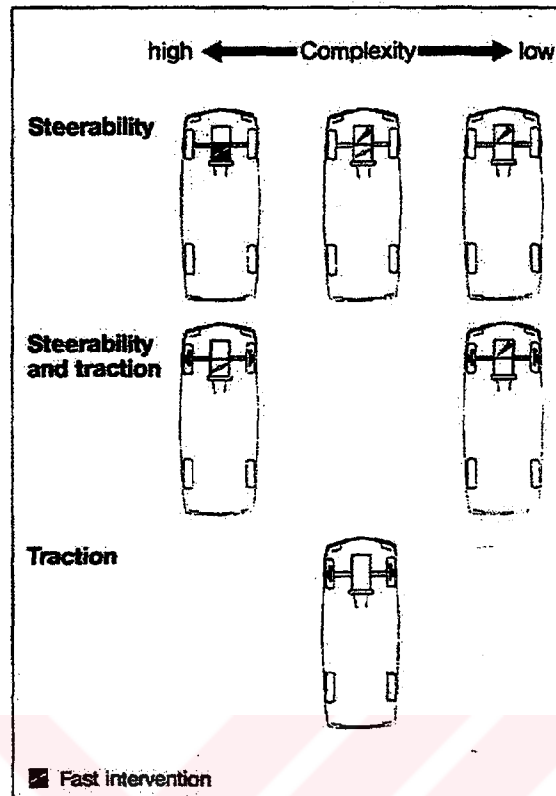 high Complexity low
Steerability
Steerability
and traction
Traction
Fast intervention